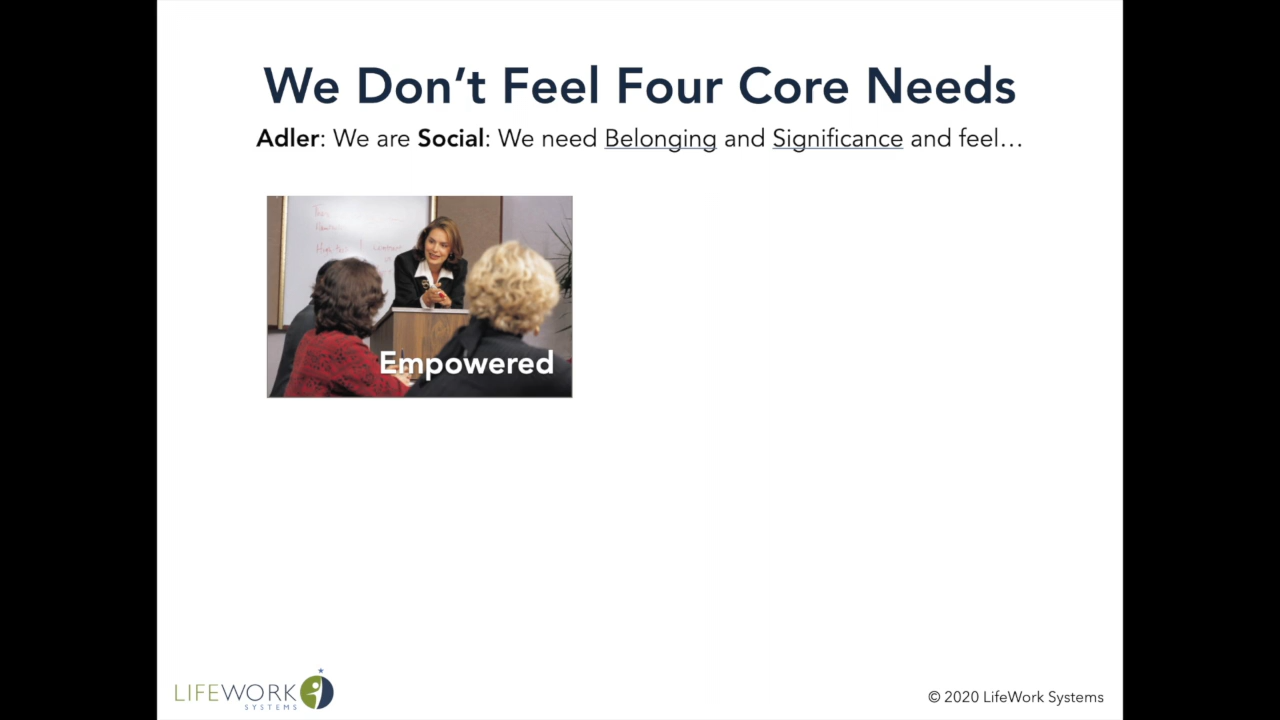 We Don’t Feel Four Core Needs
Adler: We are Social: We need Belonging and Significance and feel…
Empowered
LIFEWORK
SYSTEMS
© 2020 LifeWork Systems